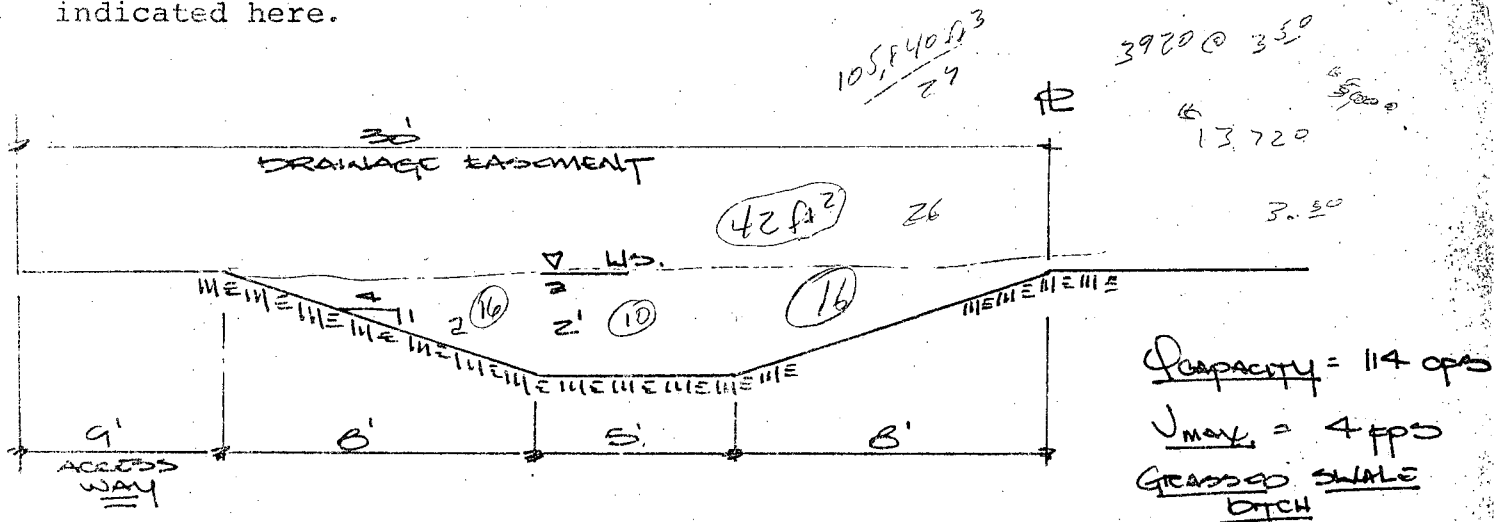 indicated here.
105,840 ft³
27
3920 @ 3 50
13,720
30'
DRAINAGE EASEMENT
℄
42 ft²
26
3.50
W.S.
4
1
2
16
2'
10
16
QCAPACITY = 114 cfs
9'
8'
5'
8'
Vmax. = 4 fps
ACCESS
WAY
GRASSED SWALE
DITCH